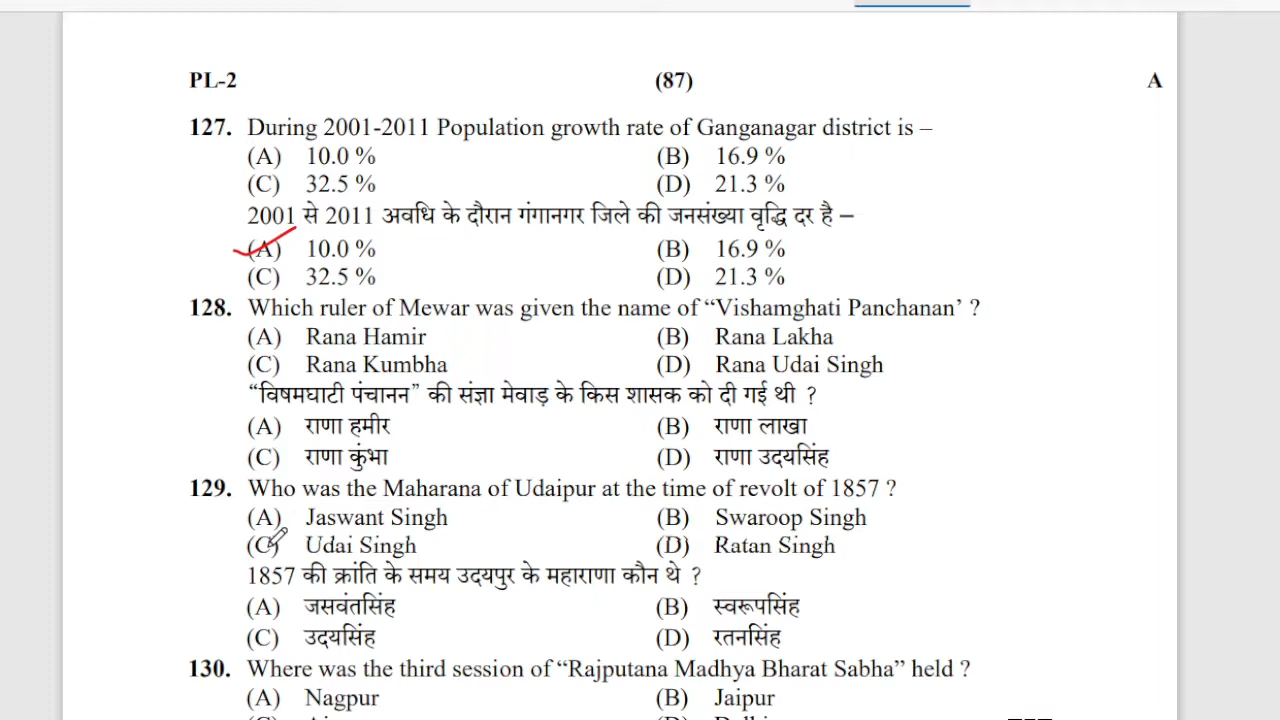 PL-2 (87) A
127. During 2001-2011 Population growth rate of Ganganagar district is –
(A) 10.0 % (B) 16.9 %
(C) 32.5 % (D) 21.3 %
2001 से 2011 अवधि के दौरान गंगानगर जिले की जनसंख्या वृद्धि दर है –
(A) 10.0 % (B) 16.9 %
(C) 32.5 % (D) 21.3 %
128. Which ruler of Mewar was given the name of “Vishamghati Panchanan’ ?
(A) Rana Hamir (B) Rana Lakha
(C) Rana Kumbha (D) Rana Udai Singh
“विषमघाटी पंचानन” की संज्ञा मेवाड़ के किस शासक को दी गई थी ?
(A) राणा हमीर (B) राणा लाखा
(C) राणा कुंभा (D) राणा उदयसिंह
129. Who was the Maharana of Udaipur at the time of revolt of 1857 ?
(A) Jaswant Singh (B) Swaroop Singh
(C) Udai Singh (D) Ratan Singh
1857 की क्रांति के समय उदयपुर के महाराणा कौन थे ?
(A) जसवंतसिंह (B) स्वरूपसिंह
(C) उदयसिंह (D) रतनसिंह
130. Where was the third session of “Rajputana Madhya Bharat Sabha” held ?
(A) Nagpur (B) Jaipur